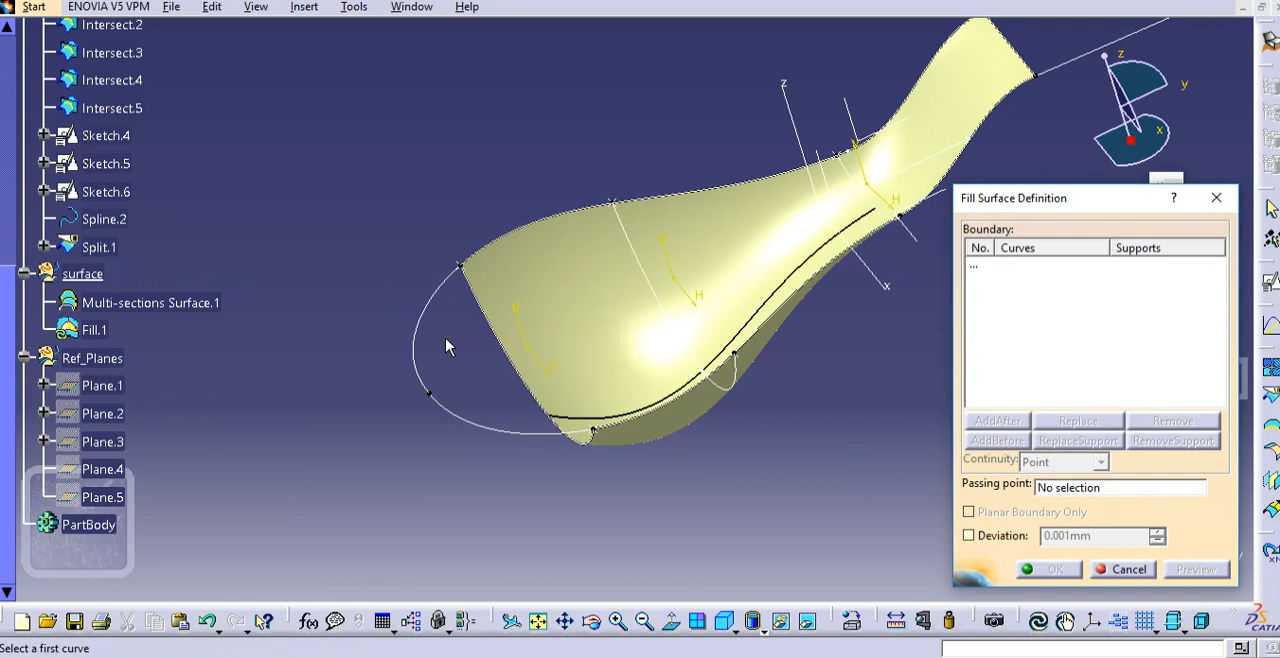 Start ENOVIA V5 VPM File Edit View Insert Tools Window Help
Intersect.2
Intersect.3
Intersect.4
Intersect.5
Sketch.4
Sketch.5
Sketch.6
Spline.2
Split.1
surface
Multi-sections Surface.1
Fill.1
Ref_Planes
Plane.1
Plane.2
Plane.3
Plane.4
Plane.5
PartBody
z
x
H
H
z
y
x
Fill Surface Definition ?
Boundary:
No. Curves Supports
...
AddAfter Replace Remove
AddBefore ReplaceSupport RemoveSupport
Continuity: Point
Passing point: No selection
Planar Boundary Only
Deviation: 0.001mm
OK Cancel Preview
f(x)
CATIA
Select a first curve